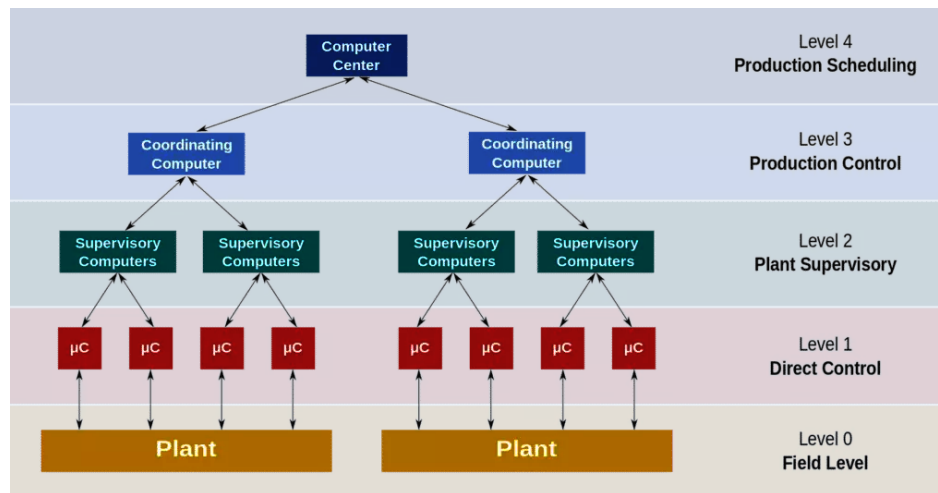 Computer
Center
Level 4
Production Scheduling
Coordinating
Computer
Coordinating
Computer
Level 3
Production Control
Supervisory
Computers
Supervisory
Computers
Supervisory
Computers
Supervisory
Computers
Level 2
Plant Supervisory
µC
µC
µC
µC
µC
µC
µC
µC
Level 1
Direct Control
Plant
Plant
Level 0
Field Level